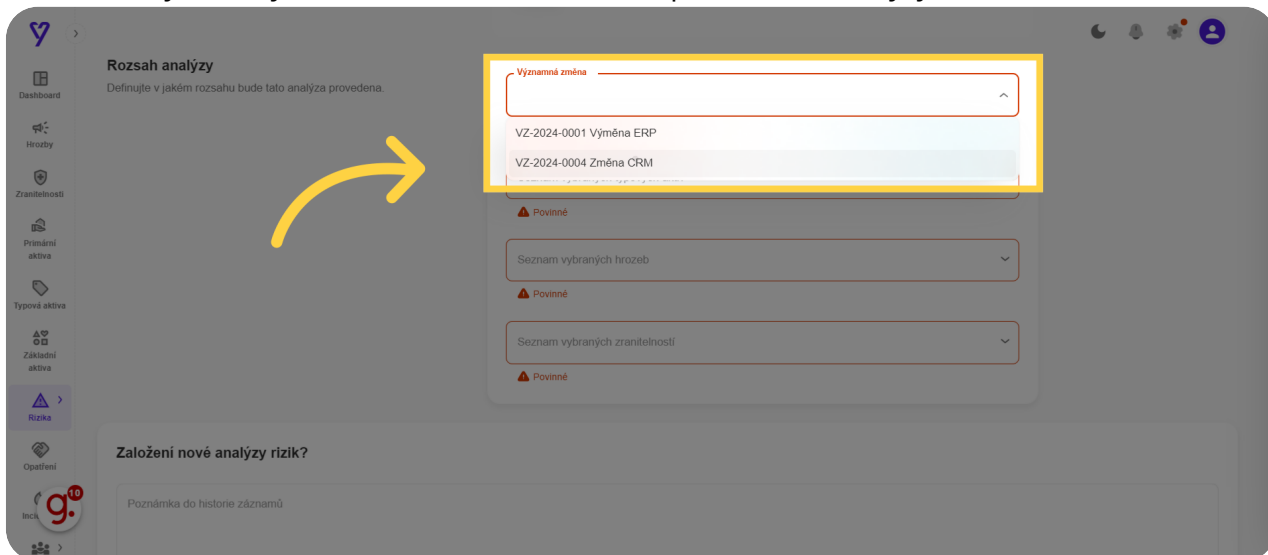 Rozsah analýzy
Definujte v jakém rozsahu bude tato analýza provedena.
Významná změna
VZ-2024-0001 Výměna ERP
VZ-2024-0004 Změna CRM
Povinné
Seznam vybraných hrozeb
Povinné
Seznam vybraných zranitelností
Povinné
Dashboard
Hrozby
Zranitelnosti
Primární
aktiva
Typová aktiva
Základní
aktiva
Rizika
Opatření
g.
10
Založení nové analýzy rizik?
Poznámka do historie záznamů